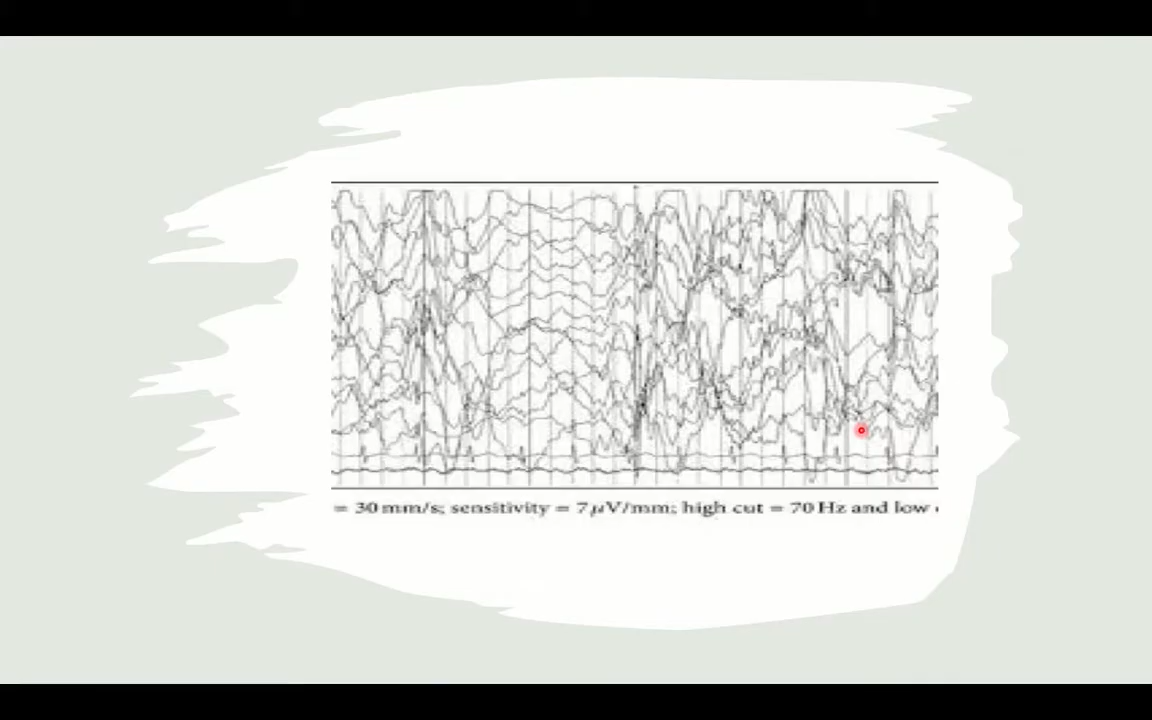 = 30 mm/s; sensitivity = 7 μV/mm; high cut = 70 Hz and low